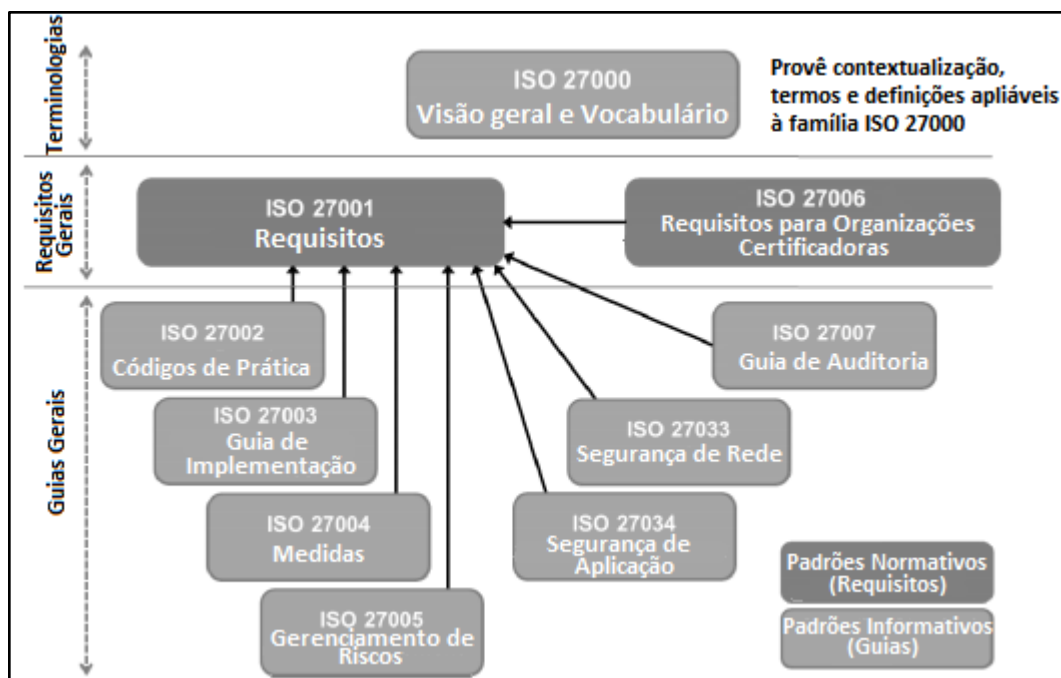 Terminologias
ISO 27000
Visão geral e Vocabulário
Provê contextualização,
termos e definições apliáveis
à família ISO 27000
Requisitos
Gerais
ISO 27001
Requisitos
ISO 27006
Requisitos para Organizações
Certificadoras
Guias Gerais
ISO 27002
Códigos de Prática
ISO 27007
Guia de Auditoria
ISO 27003
Guia de
Implementação
ISO 27033
Segurança de Rede
ISO 27004
Medidas
ISO 27034
Segurança de
Aplicação
ISO 27005
Gerenciamento de
Riscos
Padrões Normativos
(Requisitos)
Padrões Informativos
(Guias)